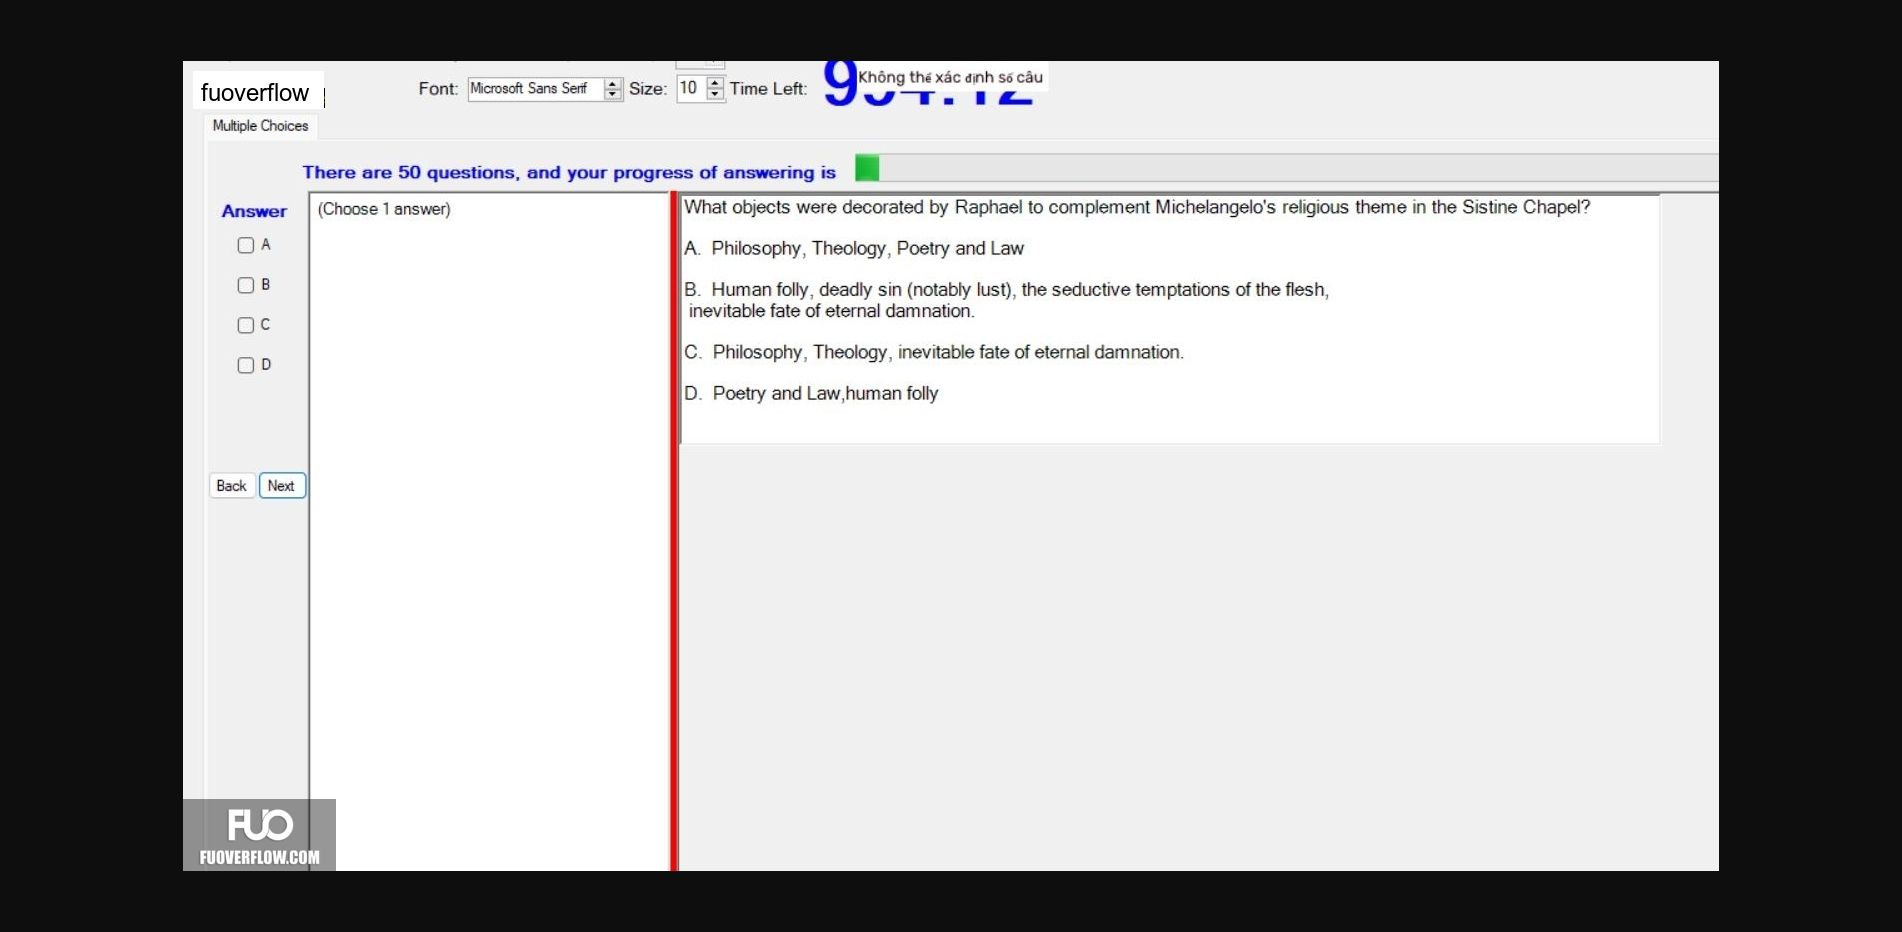 fuoverflow
Font: Microsoft Sans Serif Size: 10 Time Left:
Không thể xác định số câu
Multiple Choices
There are 50 questions, and your progress of answering is
Answer
(Choose 1 answer)
A
B
C
D
Back Next
What objects were decorated by Raphael to complement Michelangelo's religious theme in the Sistine Chapel?
A. Philosophy, Theology, Poetry and Law
B. Human folly, deadly sin (notably lust), the seductive temptations of the flesh,
inevitable fate of eternal damnation.
C. Philosophy, Theology, inevitable fate of eternal damnation.
D. Poetry and Law,human folly
FUO
FUOVERFLOW.COM